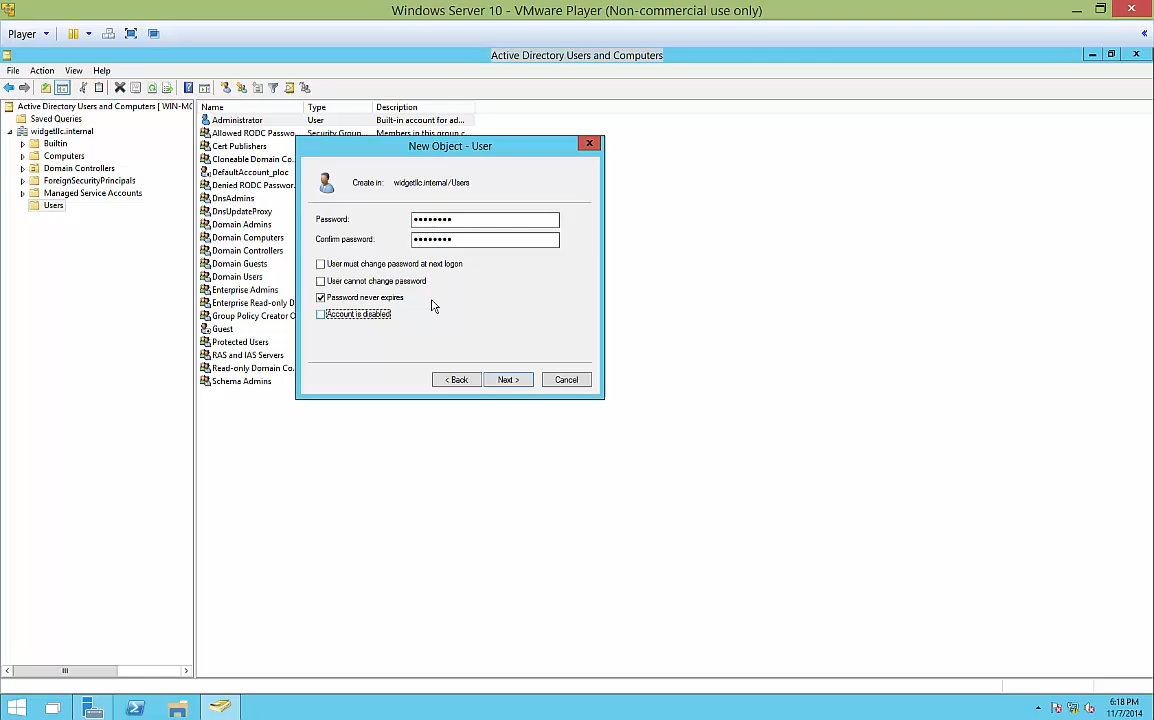 Windows Server 10 - VMware Player (Non-commercial use only)
Player
Active Directory Users and Computers
File Action View Help
Active Directory Users and Computers [ WIN-MC
Saved Queries
widgetllc.internal
Builtin
Computers
Domain Controllers
ForeignSecurityPrincipals
Managed Service Accounts
Users
Name Type Description
Administrator User Built-in account for ad...
Allowed RODC Passwo... Security Group... Members in this group c...
Cert Publishers
Cloneable Domain Co...
DefaultAccount_ploc
Denied RODC Passwor
DnsAdmins
DnsUpdateProxy
Domain Admins
Domain Computers
Domain Controllers
Domain Guests
Domain Users
Enterprise Admins
Enterprise Read-only D
Group Policy Creator O
Guest
Protected Users
RAS and IAS Servers
Read-only Domain Co.
Schema Admins
New Object - User
Create in: widgetllc.internal/Users
Password: ••••••••
Confirm password: ••••••••
User must change password at next logon
User cannot change password
Password never expires
Account is disabled
< Back Next > Cancel
6:18 PM
11/7/2014